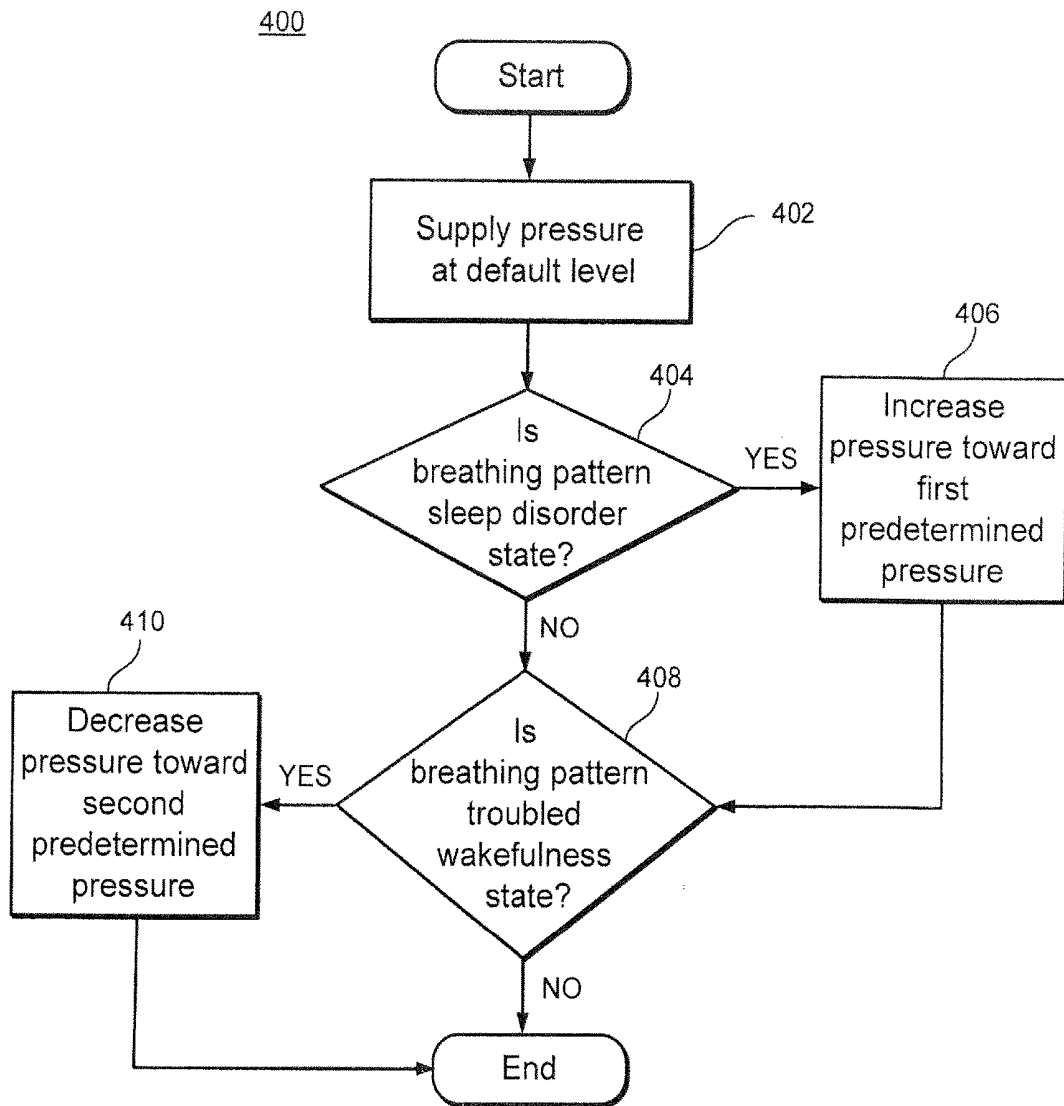 400
Start
Supply pressure
at default level
402
404
Is
breathing pattern
sleep disorder
state?
YES
406
Increase
pressure toward
first
predetermined
pressure
NO
408
Is
breathing pattern
troubled
wakefulness
state?
YES
410
Decrease
pressure toward
second
predetermined
pressure
NO
End